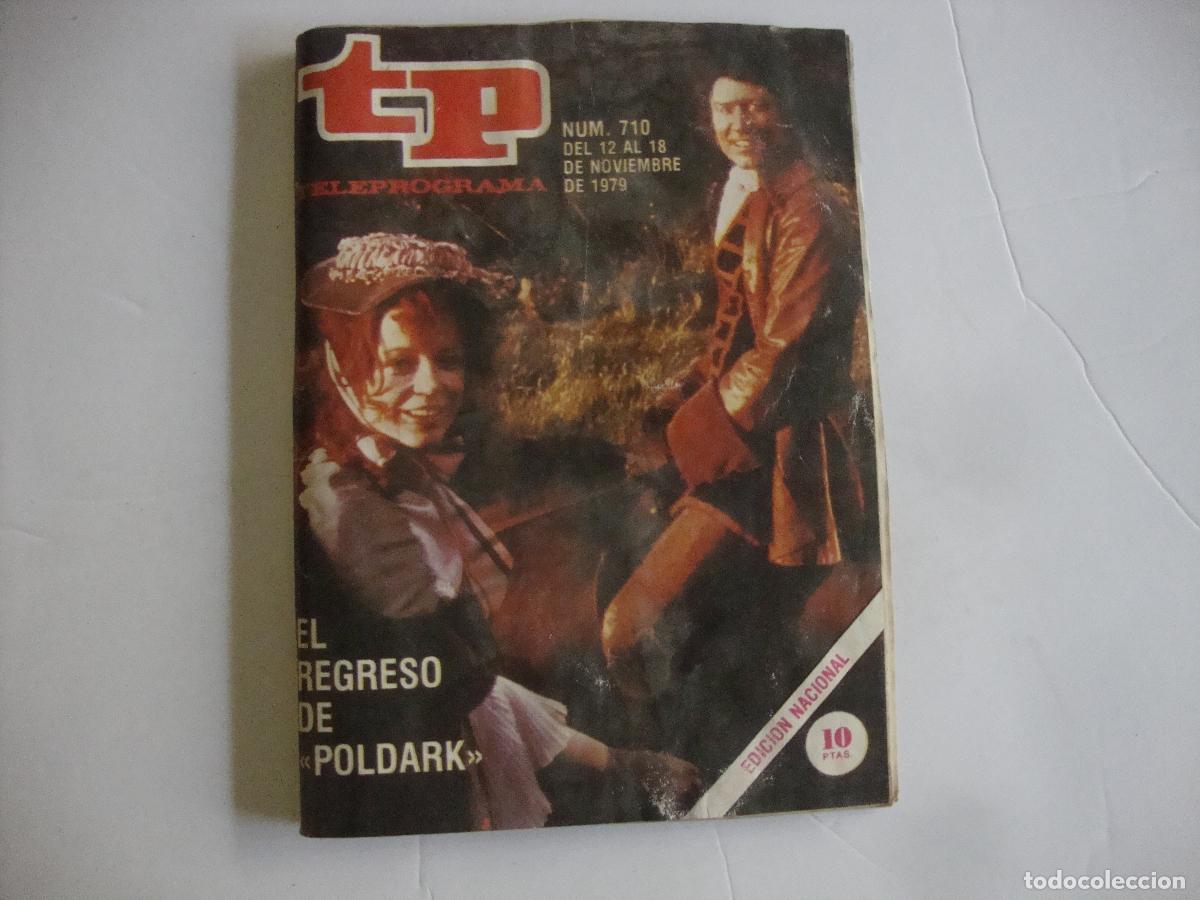 tp
TELEPROGRAMA
NUM. 710
DEL 12 AL 18
DE NOVIEMBRE
DE 1979
EL
REGRESO
DE
«POLDARK»
EDICION NACIONAL
10
PTAS.
todocoleccion